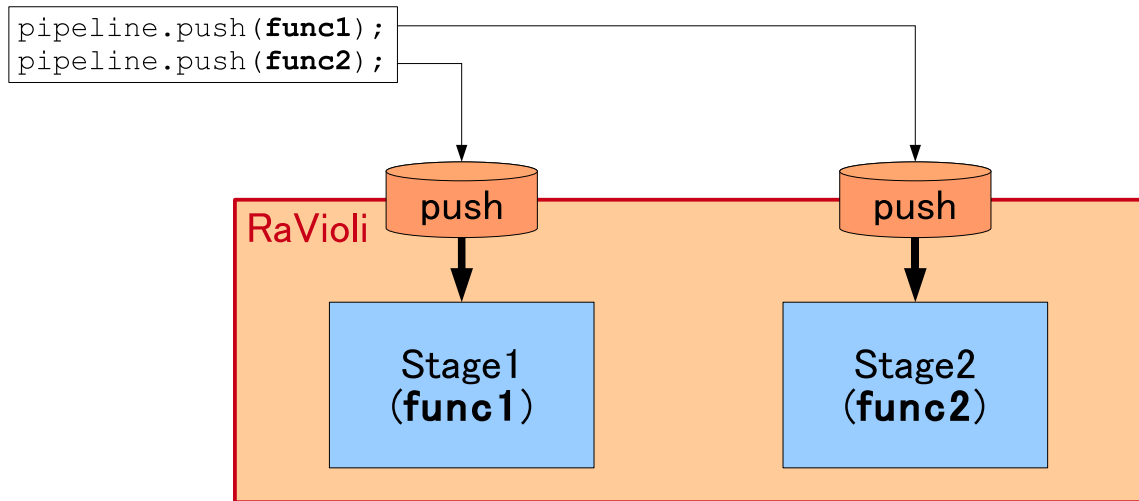 pipeline.push(func1);
pipeline.push(func2);
push
push
RaVioli
Stage1
(func1)
Stage2
(func2)